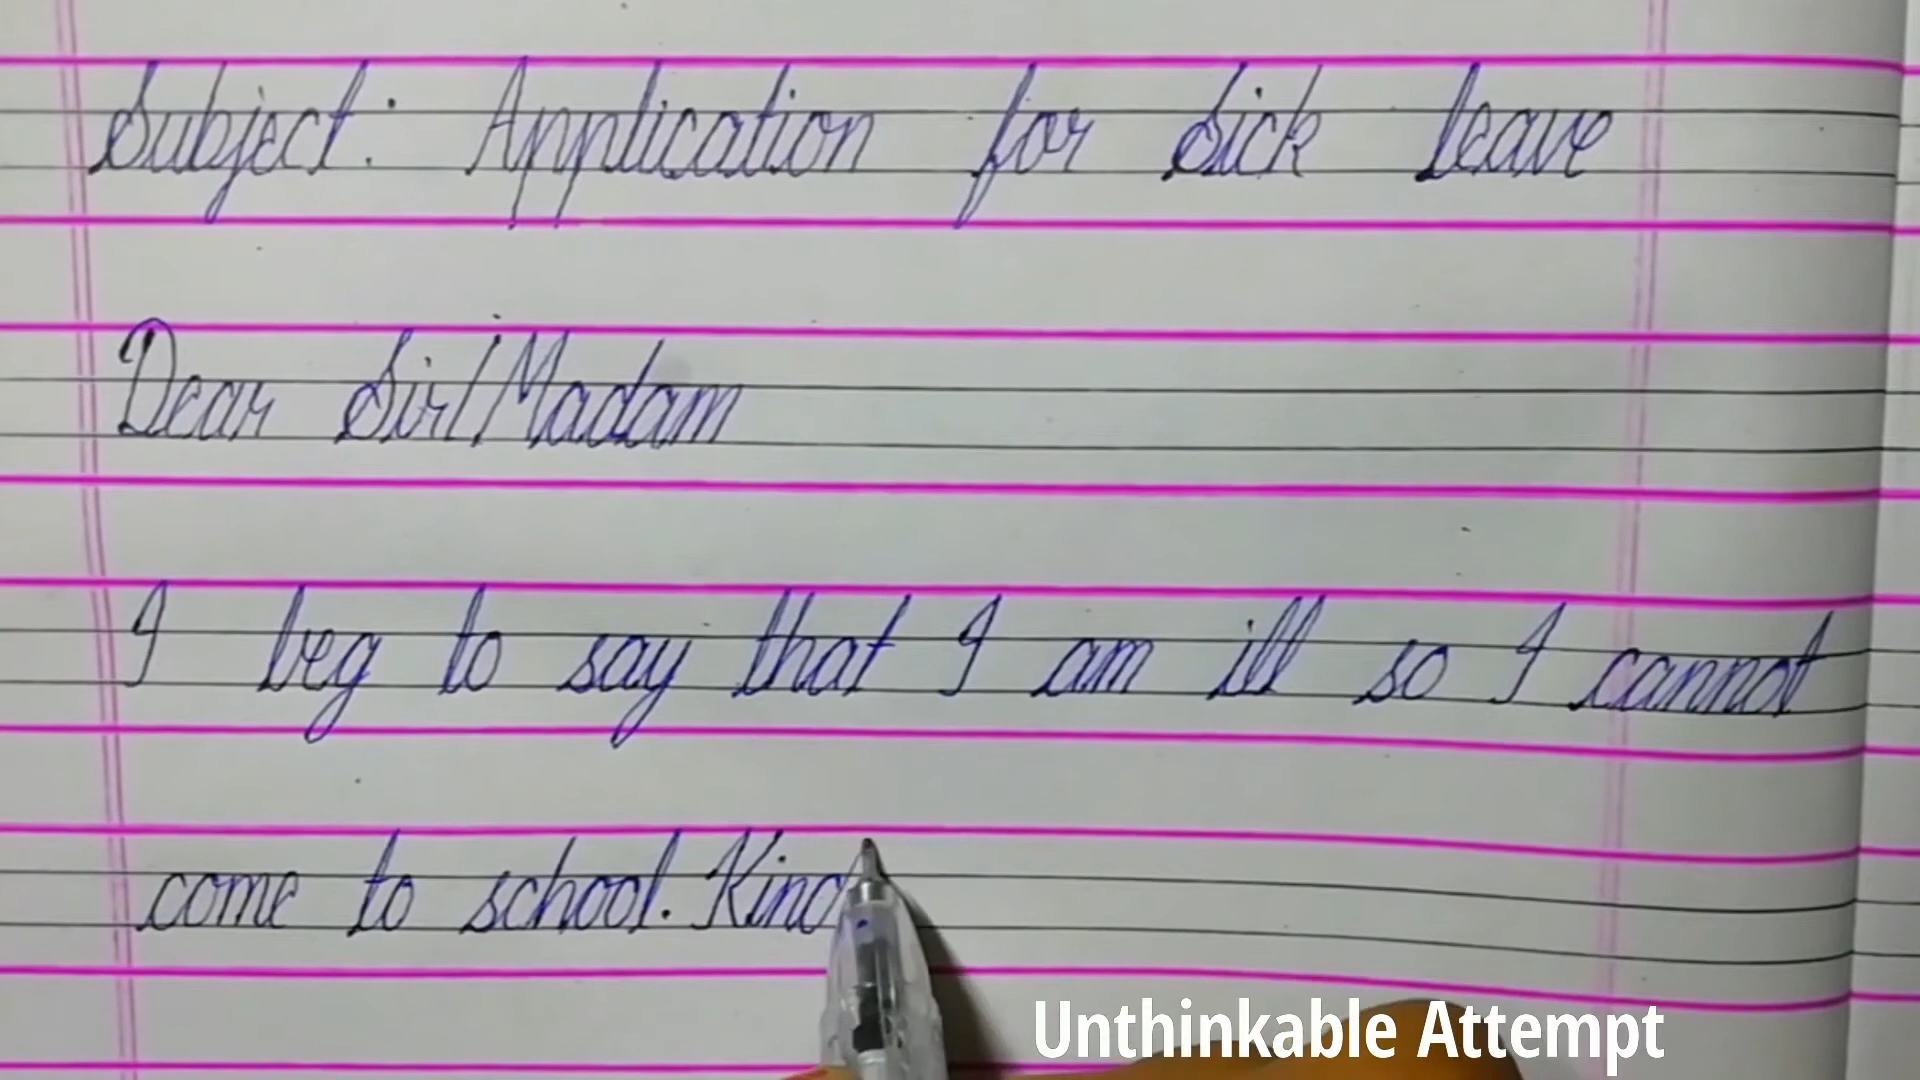 Subject: Application for Sick Leave
Dear Sir/Madam
I beg to say that I am ill so I cannot
come to school. Kind
Unthinkable Attempt